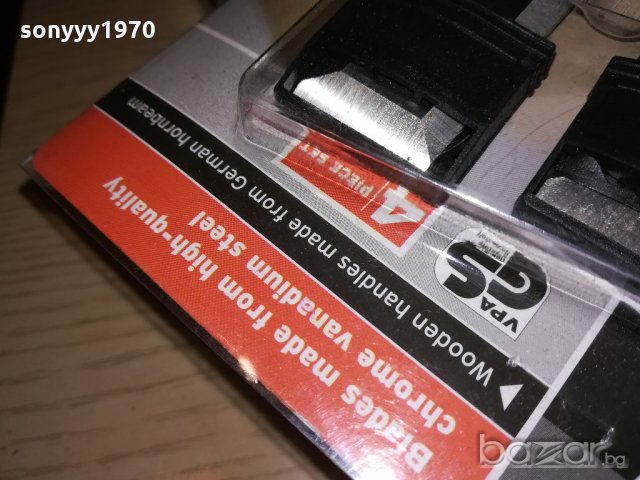 sonyyy1970
Blades made from high-quality
chrome vanadium steel
Wooden handles made from German hornbeam
4 PIECE SET
VPA
GS
bazar.bg